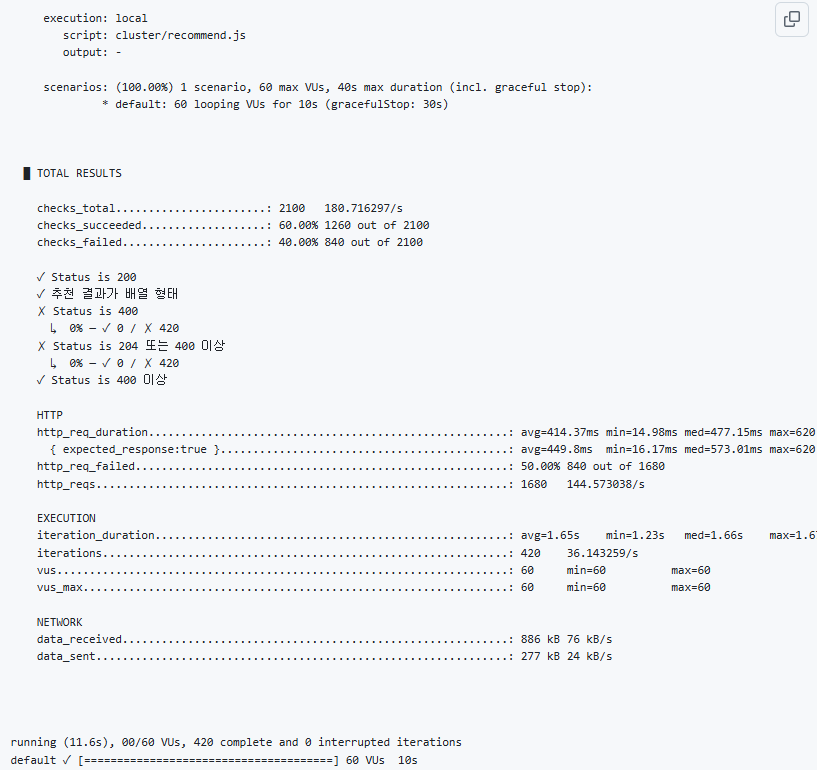 execution: local
script: cluster/recommend.js
output: -
scenarios: (100.00%) 1 scenario, 60 max VUs, 40s max duration (incl. graceful stop):
* default: 60 looping VUs for 10s (gracefulStop: 30s)
█ TOTAL RESULTS
checks_total.......................: 2100 180.716297/s
checks_succeeded...................: 60.00% 1260 out of 2100
checks_failed......................: 40.00% 840 out of 2100
✓ Status is 200
✓ 추천 결과가 배열 형태
✗ Status is 400
↳ 0% — ✓ 0 / ✗ 420
✗ Status is 204 또는 400 이상
↳ 0% — ✓ 0 / ✗ 420
✓ Status is 400 이상
HTTP
http_req_duration.......................................................: avg=414.37ms min=14.98ms med=477.15ms max=620
{ expected_response:true }............................................: avg=449.8ms min=16.17ms med=573.01ms max=620
http_req_failed.........................................................: 50.00% 840 out of 1680
http_reqs...............................................................: 1680 144.573038/s
EXECUTION
iteration_duration......................................................: avg=1.65s min=1.23s med=1.66s max=1.67
iterations..............................................................: 420 36.143259/s
vus.....................................................................: 60 min=60 max=60
vus_max.................................................................: 60 min=60 max=60
NETWORK
data_received...........................................................: 886 kB 76 kB/s
data_sent...............................................................: 277 kB 24 kB/s
running (11.6s), 00/60 VUs, 420 complete and 0 interrupted iterations
default ✓ [======================================] 60 VUs 10s